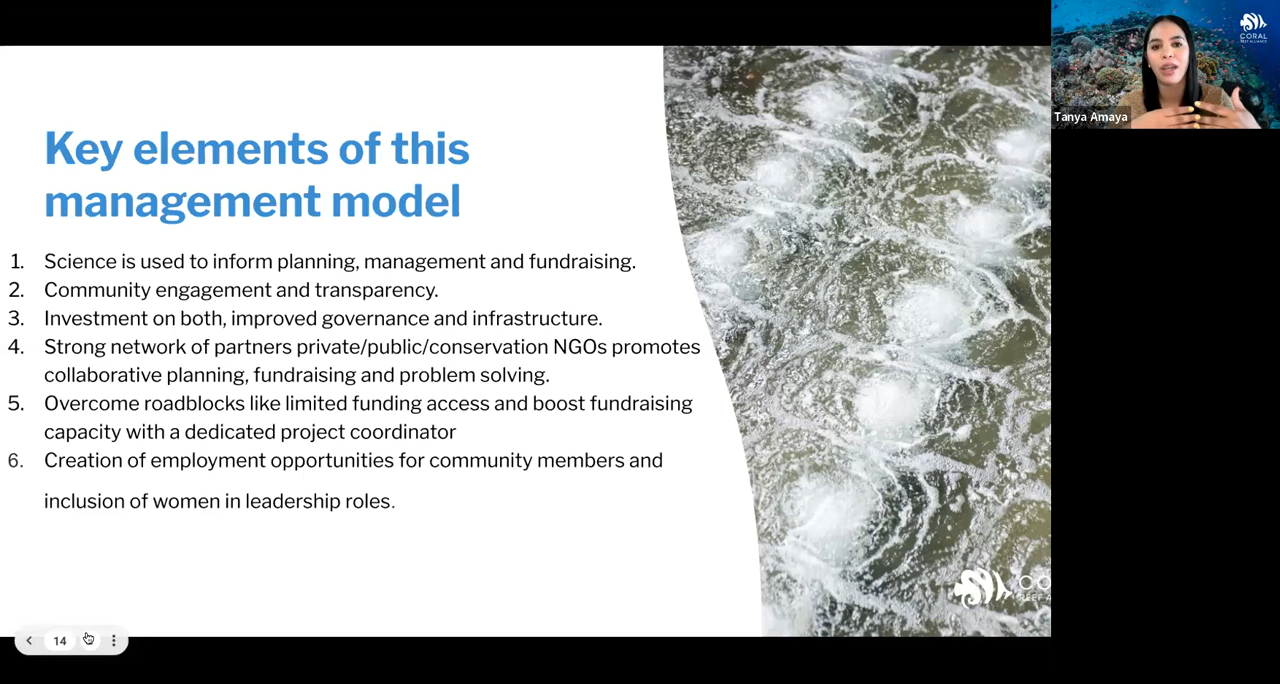 Key elements of this
management model
1. Science is used to inform planning, management and fundraising.
2. Community engagement and transparency.
3. Investment on both, improved governance and infrastructure.
4. Strong network of partners private/public/conservation NGOs promotes
collaborative planning, fundraising and problem solving.
5. Overcome roadblocks like limited funding access and boost fundraising
capacity with a dedicated project coordinator
6. Creation of employment opportunities for community members and
inclusion of women in leadership roles.
CORAL
REEF ALLIANCE
Tanya Amaya
CO
REEF A
14